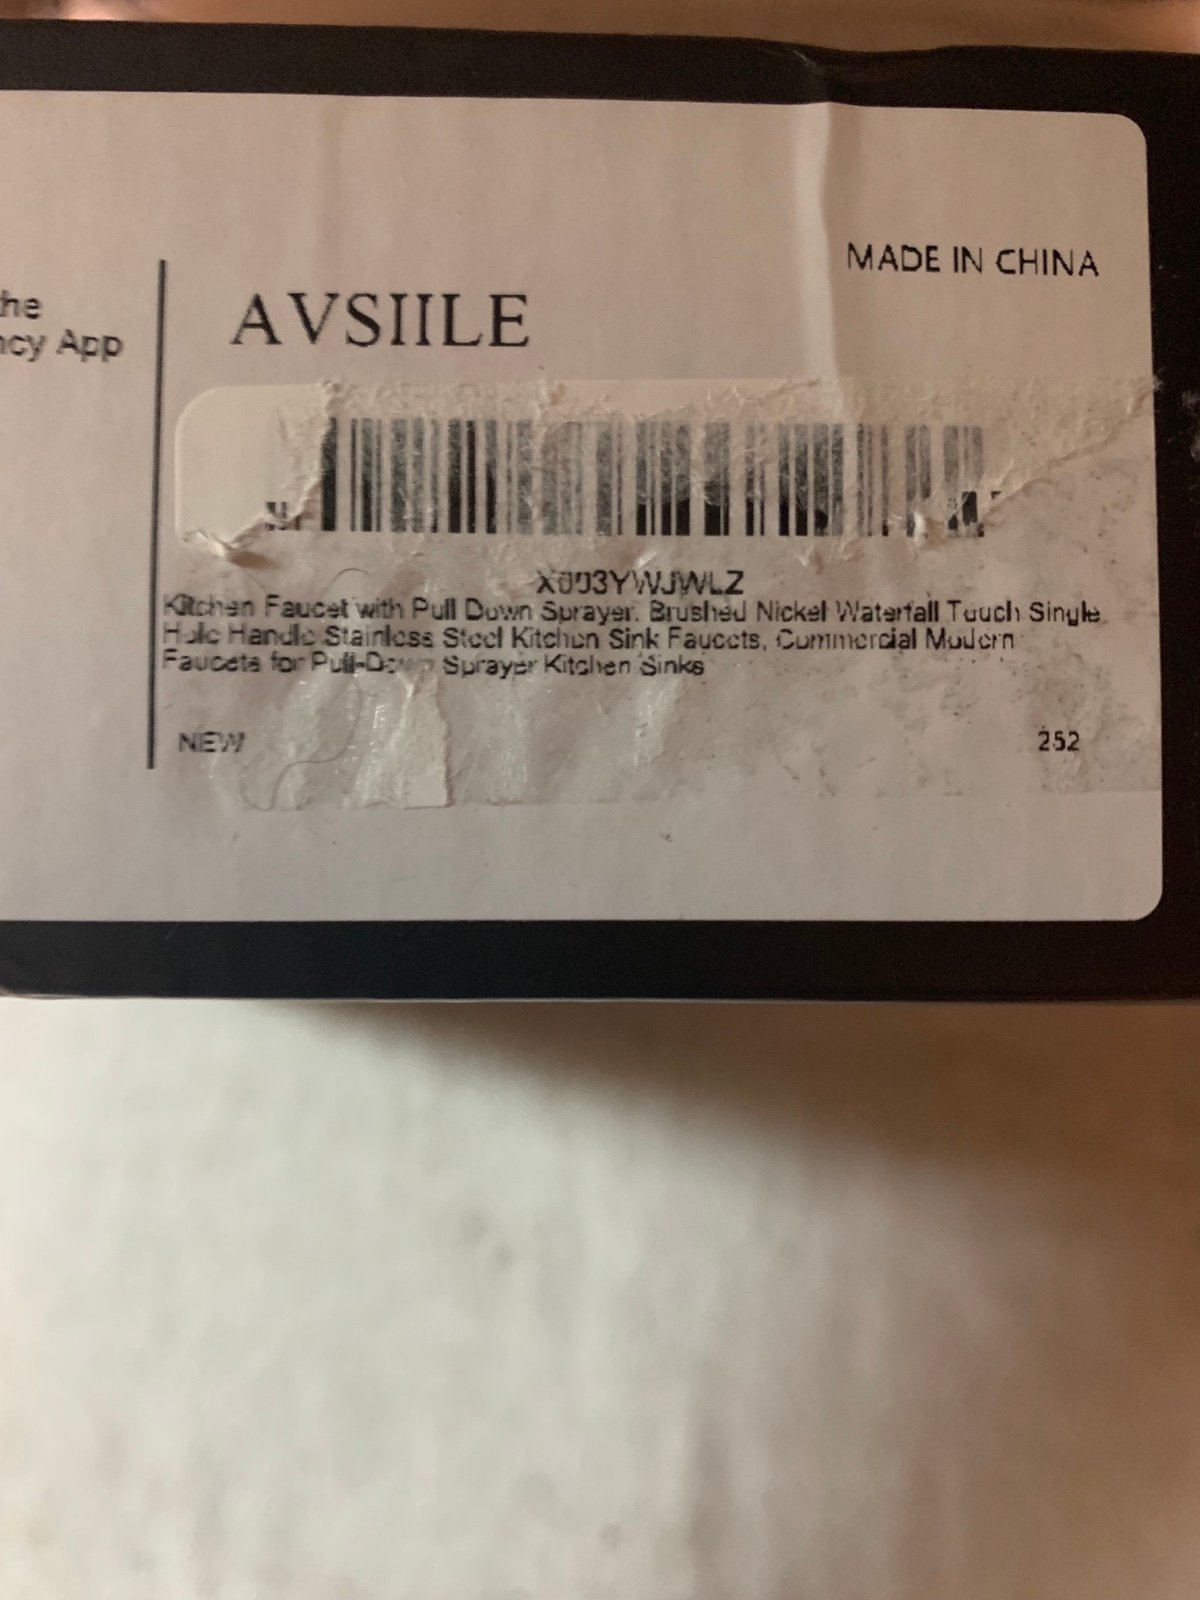 MADE IN CHINA
he
ncy App
AVSIILE
X003YWJWLZ
Kitchen Faucet with Pull Down Sprayer, Brushed Nickel Waterfall Touch Single
Hole Handle Stainless Steel Kitchen Sink Faucets, Commercial Modern
Faucets for Pull-Down Sprayer Kitchen Sinks
NEW
252